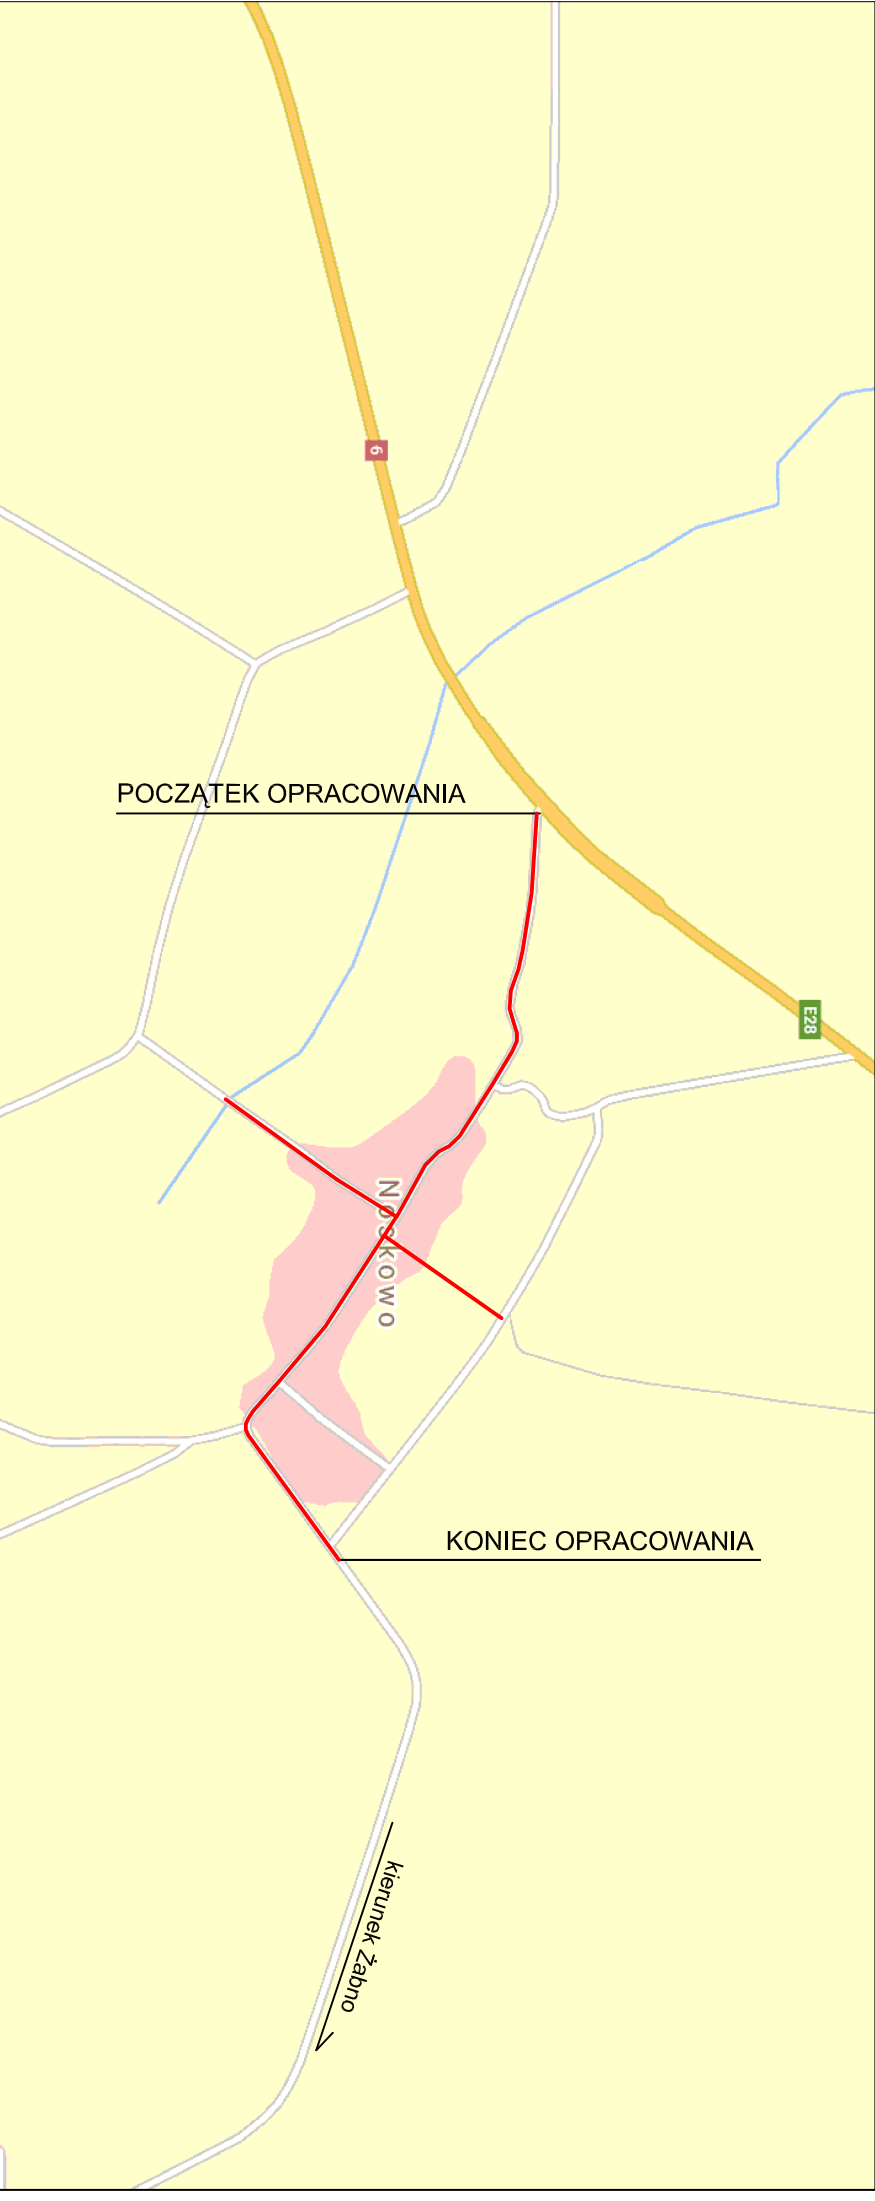 6
POCZĄTEK OPRACOWANIA
E28
Noskowo
KONIEC OPRACOWANIA
kierunek Żabno